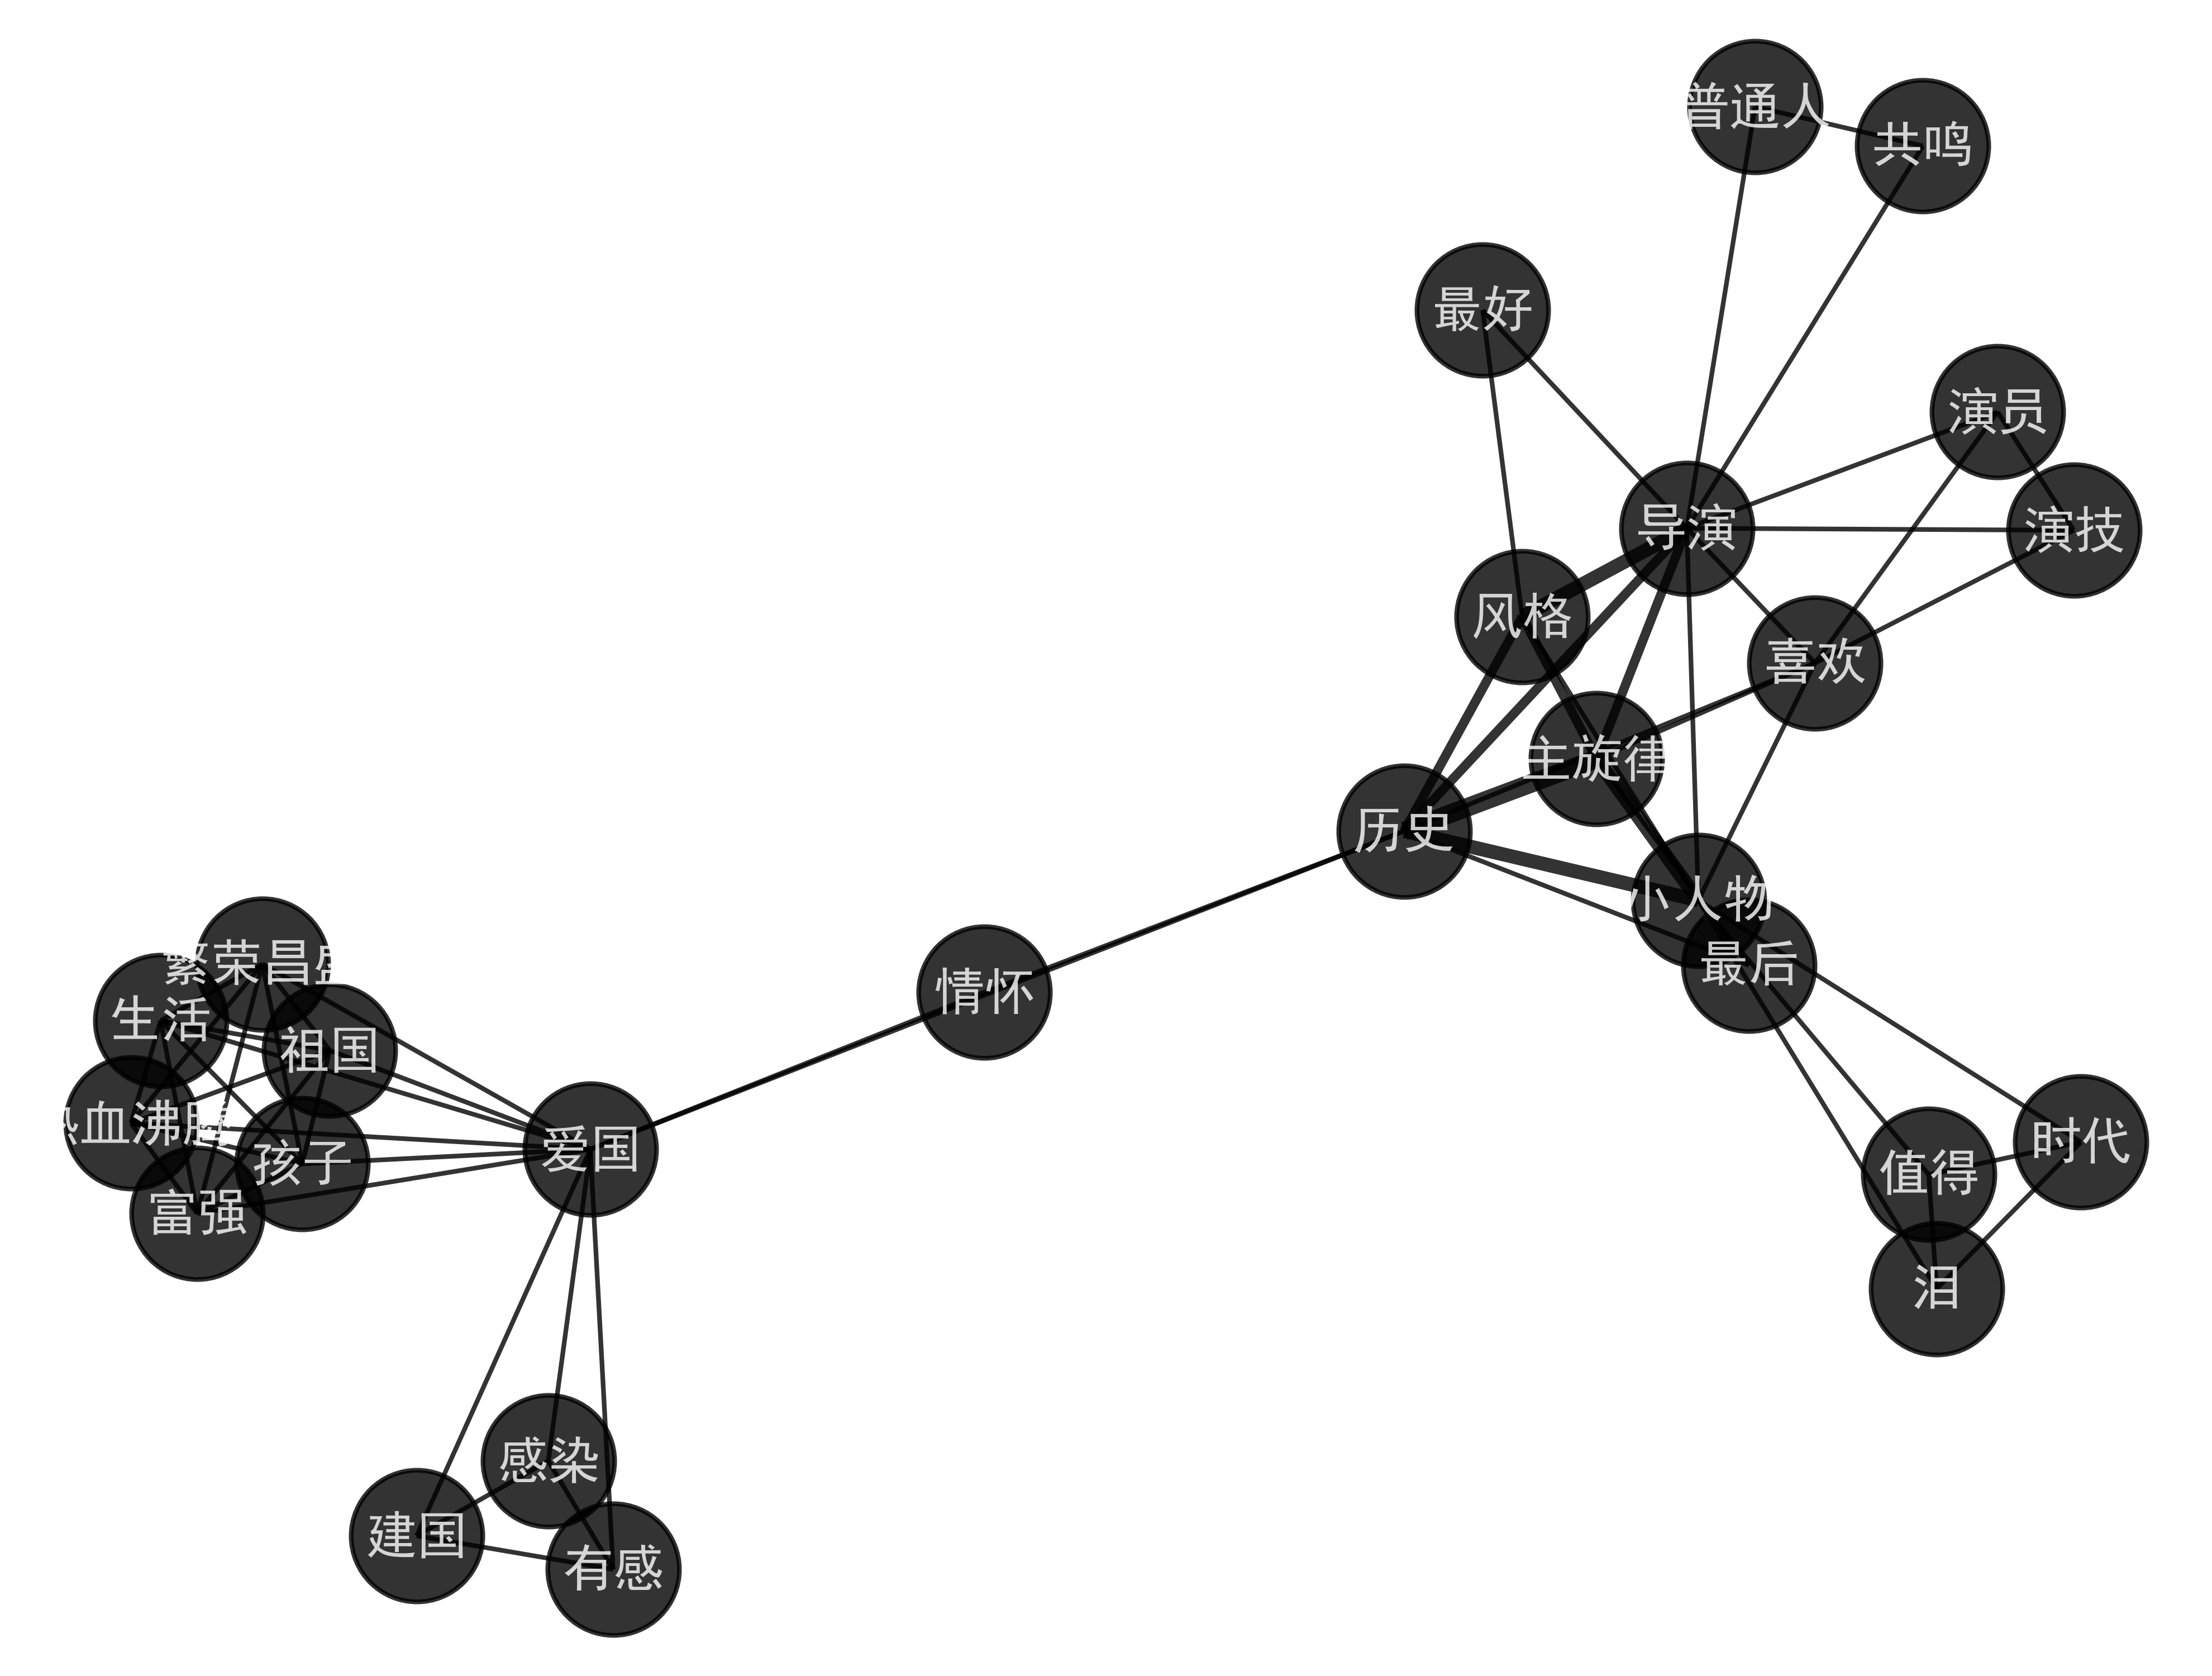 普通人
共鸣
最好
演员
导演
演技
风格
喜欢
主旋律
历史
小人物
最后
繁荣昌盛
情怀
生活
祖国
热血沸腾
孩子
爱国
时代
值得
富强
泪
感染
建国
有感